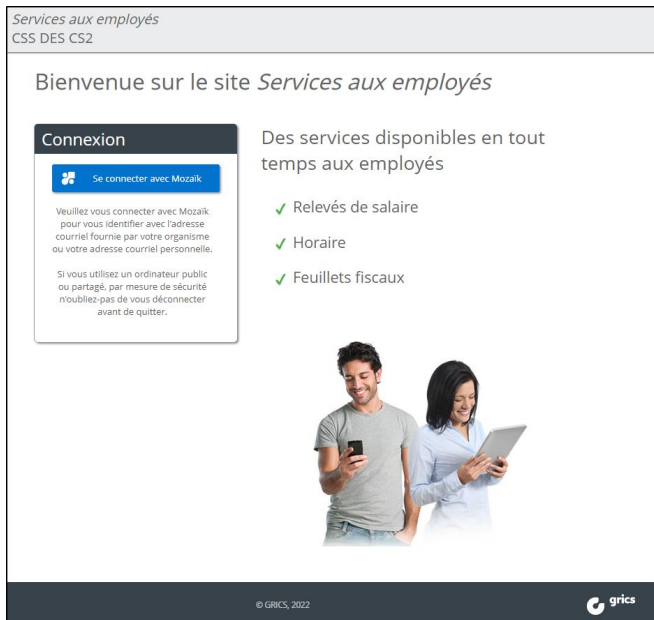 Services aux employés
CSS DES CS2
Bienvenue sur le site Services aux employés
Connexion
Se connecter avec Mozaïk
Veuillez vous connecter avec Mozaïk
pour vous identifier avec l'adresse
courriel fournie par votre organisme
ou votre adresse courriel personnelle.
Si vous utilisez un ordinateur public
ou partagé, par mesure de sécurité
n'oubliez-pas de vous déconnecter
avant de quitter.
Des services disponibles en tout
temps aux employés
Relevés de salaire
Horaire
Feuillets fiscaux
© GRICS, 2022
grics